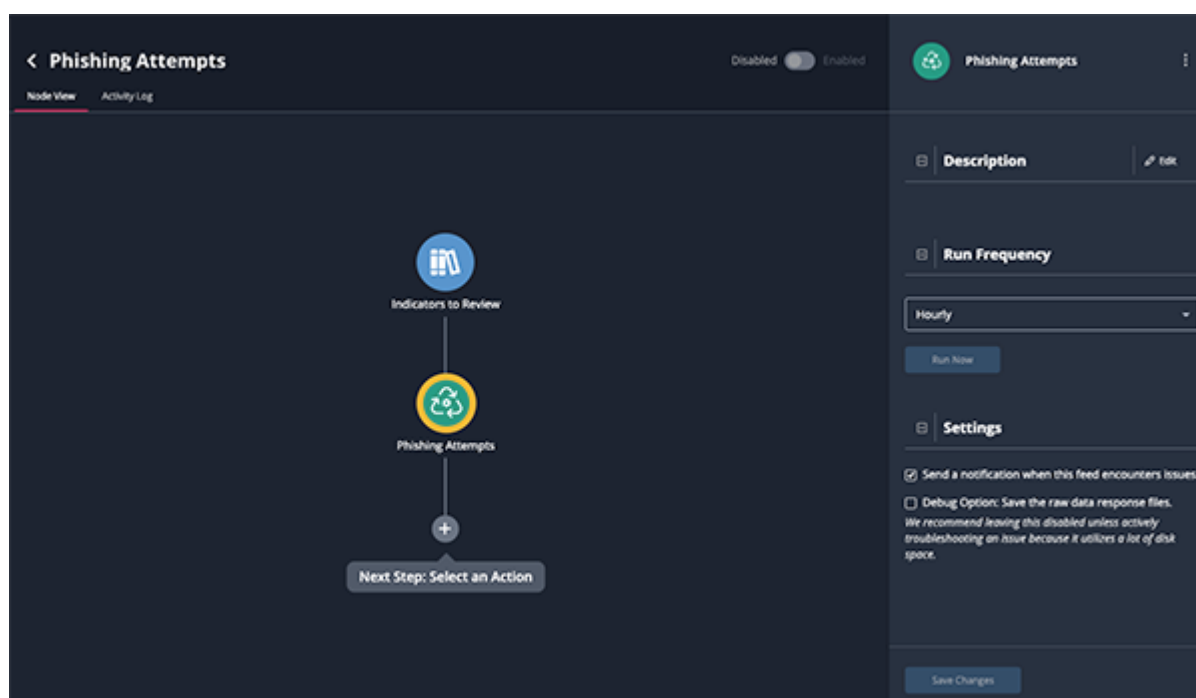 Phishing Attempts
Disabled Enabled
Node View Activity Log
Indicators to Review
Phishing Attempts
Next Step: Select an Action
Phishing Attempts
Description
Edit
Run Frequency
Hourly
Run Now
Settings
Send a notification when this feed encounters issues
Debug Option: Save the raw data response files.
We recommend leaving this disabled unless actively
troubleshooting an issue because it utilizes a lot of disk
space.
Save Changes